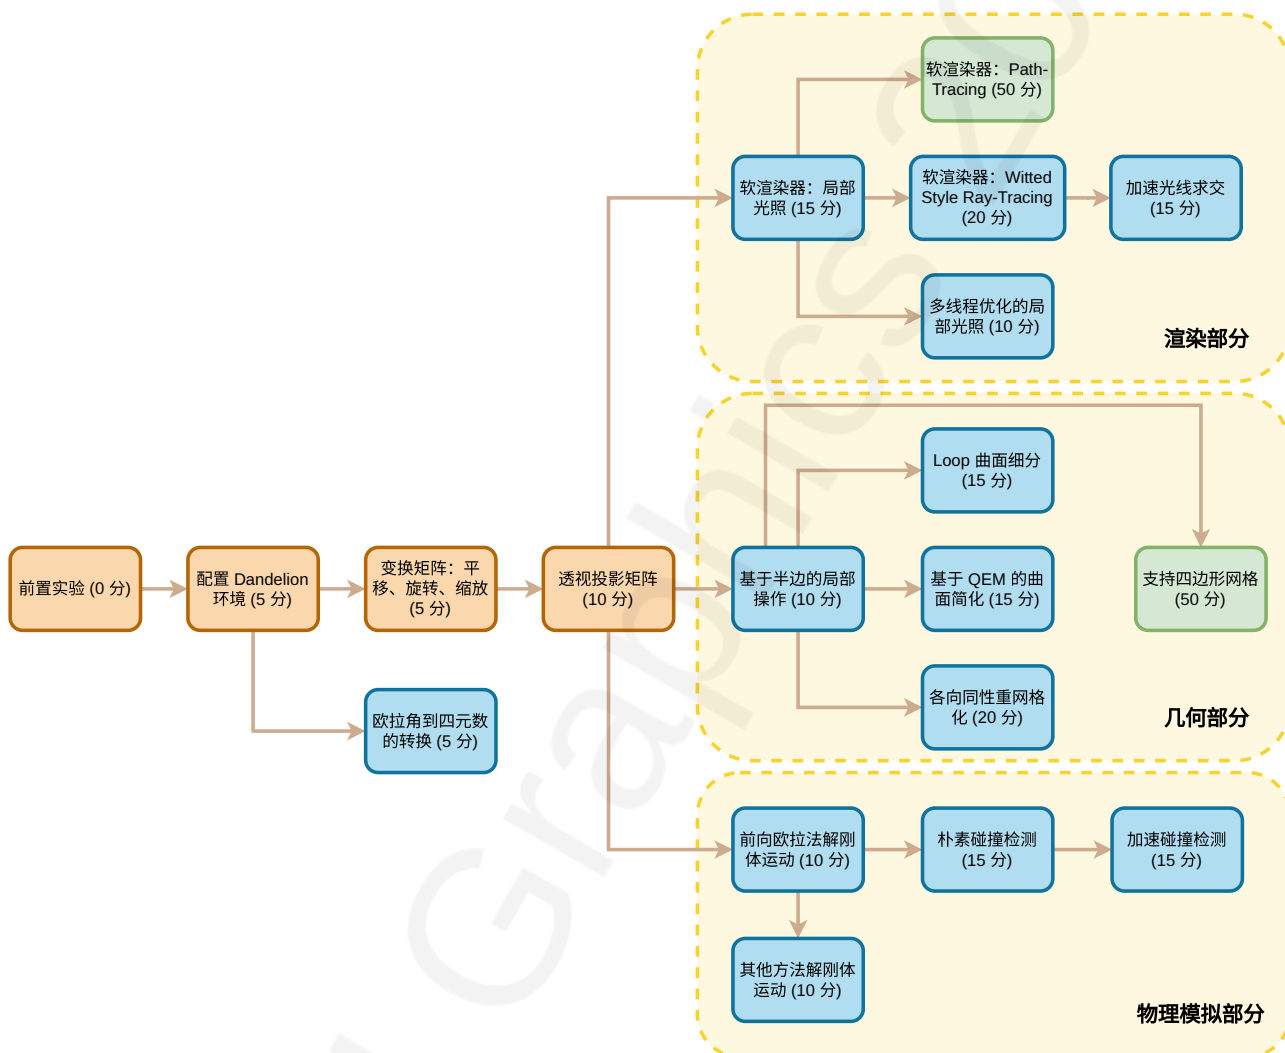 软渲染器：Path-
Tracing (50 分)
软渲染器：局部
光照 (15 分)
软渲染器：Witted
Style Ray-Tracing
(20 分)
加速光线求交
(15 分)
多线程优化的局
部光照 (10 分)
渲染部分
Loop 曲面细分
(15 分)
前置实验 (0 分)
配置 Dandelion
环境 (5 分)
变换矩阵：平
移、旋转、缩放
(5 分)
透视投影矩阵
(10 分)
基于半边的局部
操作 (10 分)
基于 QEM 的曲
面简化 (15 分)
支持四边形网格
(50 分)
欧拉角到四元数
的转换 (5 分)
各向同性重网格
化 (20 分)
几何部分
前向欧拉法解刚
体运动 (10 分)
朴素碰撞检测
(15 分)
加速碰撞检测
(15 分)
其他方法解刚体
运动 (10 分)
物理模拟部分
Graphics 20